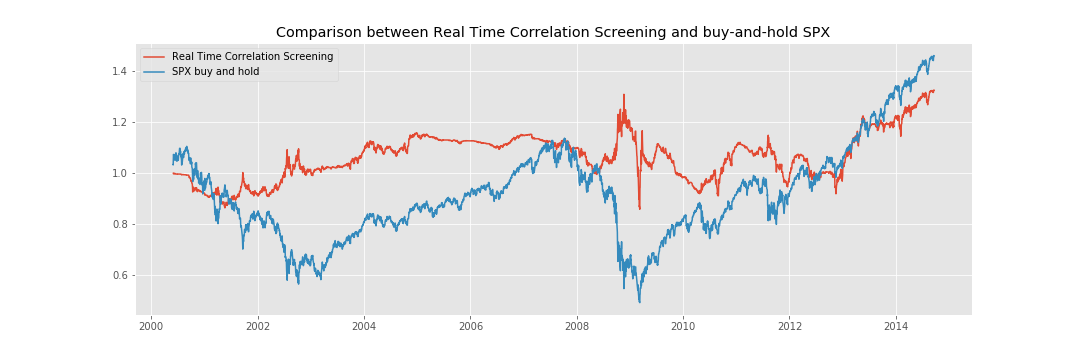 Comparison between Real Time Correlation Screening and buy-and-hold SPX
Real Time Correlation Screening
SPX buy and hold
1.4
1.2
1.0
0.8
0.6
2000 2002 2004 2006 2008 2010 2012 2014